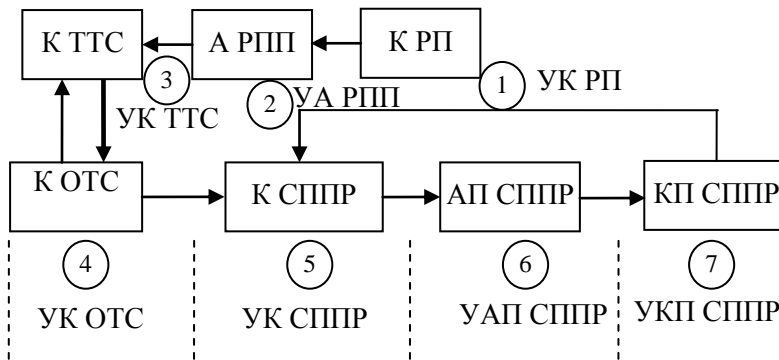 К ТТС
А РПП
К РП
3
2
1
УК РП
УА РПП
УК ТТС
К ОТС
К СППР
АП СППР
КП СППР
4
5
6
7
УК ОТС
УК СППР
УАП СППР
УКП СППР